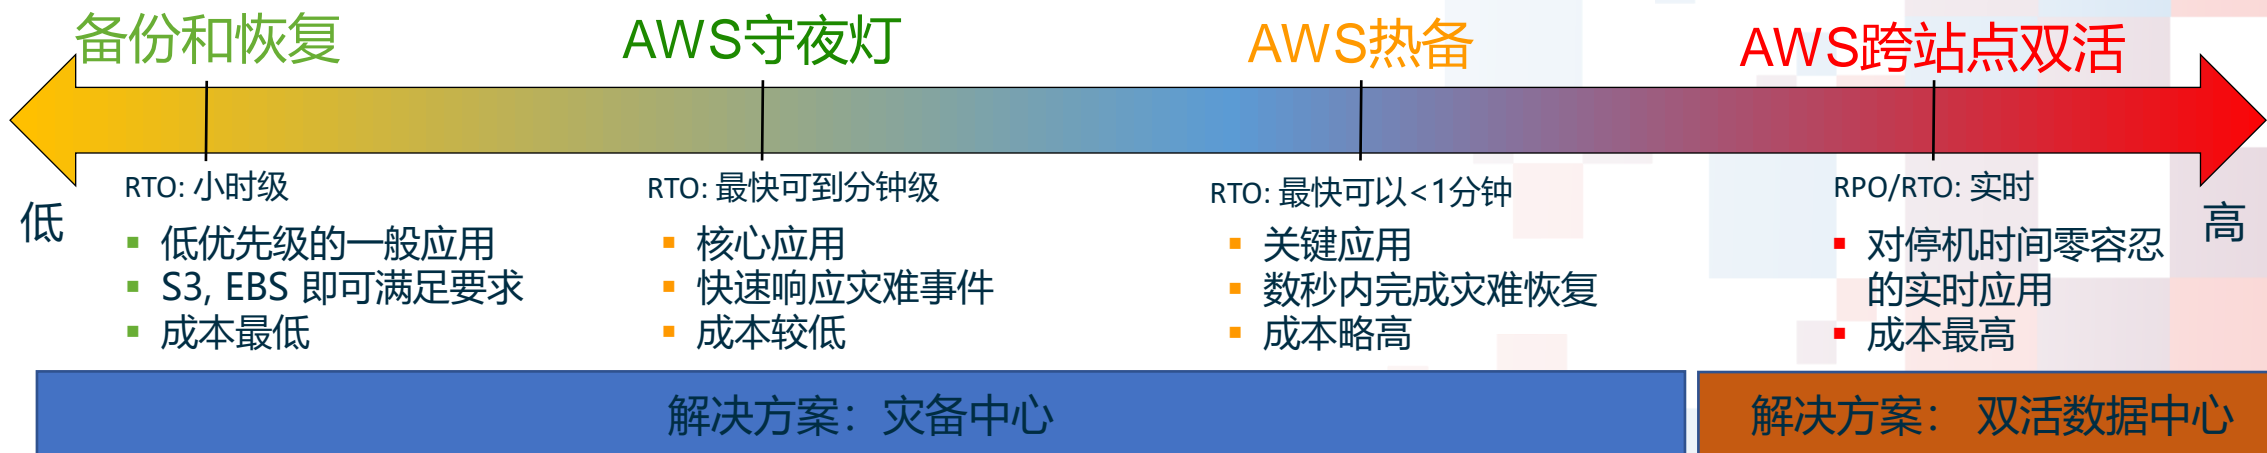 备份和恢复
AWS守夜灯
AWS热备
AWS跨站点双活
低
高
RTO: 小时级
▪ 低优先级的一般应用
▪ S3, EBS 即可满足要求
▪ 成本最低
RTO: 最快可到分钟级
▪ 核心应用
▪ 快速响应灾难事件
▪ 成本较低
RTO: 最快可以<1分钟
▪ 关键应用
▪ 数秒内完成灾难恢复
▪ 成本略高
RPO/RTO: 实时
▪ 对停机时间零容忍
的实时应用
▪ 成本最高
解决方案：灾备中心
解决方案： 双活数据中心